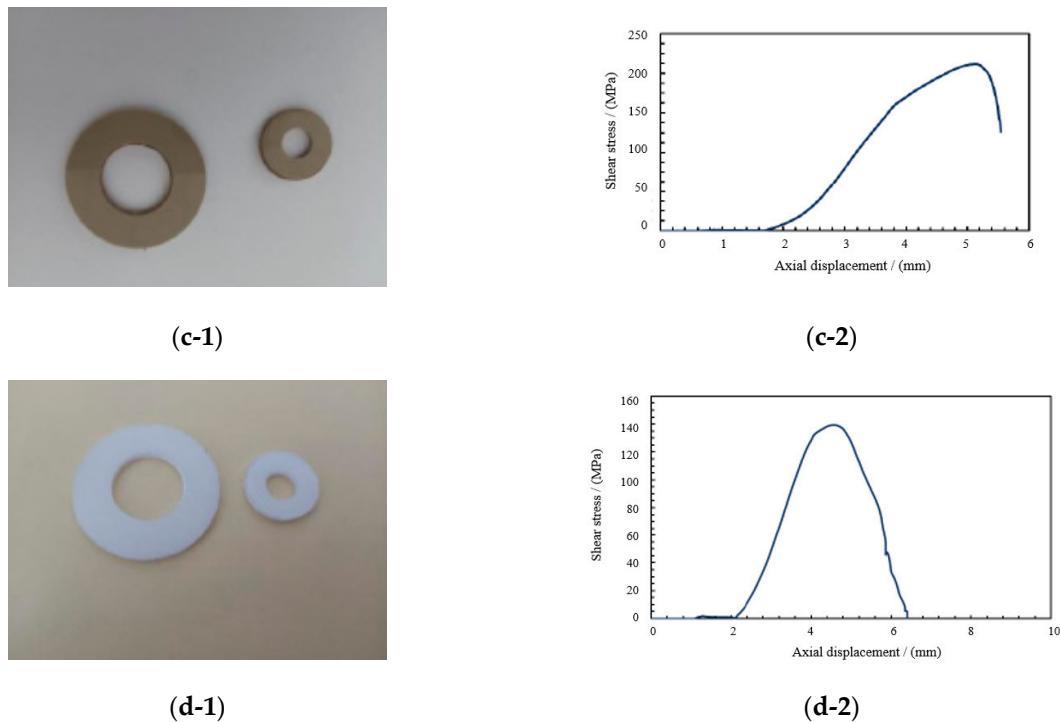 250
200
150
100
50
0
Shear stress / (MPa)
0 1 2 3 4 5 6
Axial displacement / (mm)
(c-1)
(c-2)
160
140
120
100
80
60
40
20
0
Shear stress / (MPa)
0 2 4 6 8 10
Axial displacement / (mm)
(d-1)
(d-2)